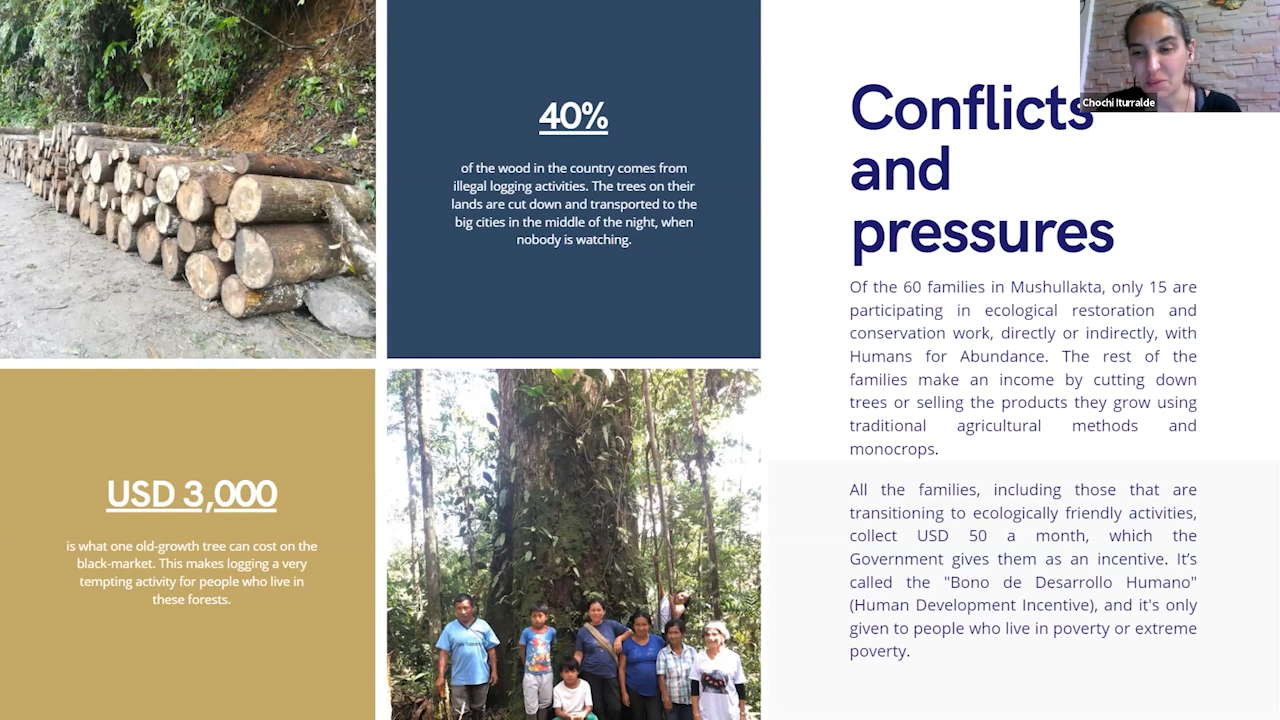 40%
of the wood in the country comes from
illegal logging activities. The trees on their
lands are cut down and transported to the
big cities in the middle of the night, when
nobody is watching.
USD 3,000
is what one old-growth tree can cost on the
black-market. This makes logging a very
tempting activity for people who live in
these forests.
Chochi Iturralde
Conflicts
and
pressures
Of the 60 families in Mushullakta, only 15 are
participating in ecological restoration and
conservation work, directly or indirectly, with
Humans for Abundance. The rest of the
families make an income by cutting down
trees or selling the products they grow using
traditional agricultural methods and
monocrops.
All the families, including those that are
transitioning to ecologically friendly activities,
collect USD 50 a month, which the
Government gives them as an incentive. It's
called the "Bono de Desarrollo Humano"
(Human Development Incentive), and it's only
given to people who live in poverty or extreme
poverty.